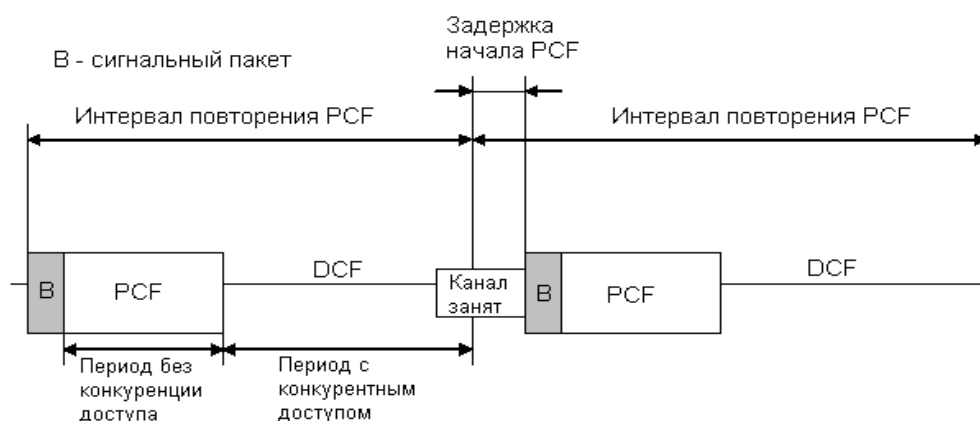 Задержка
начала PCF
В - сигнальный пакет
Интервал повторения PCF
Интервал повторения PCF
В
PCF
DCF
Канал
занят
В
PCF
DCF
Период без
конкуренции
доступа
Период с
конкурентным
доступом